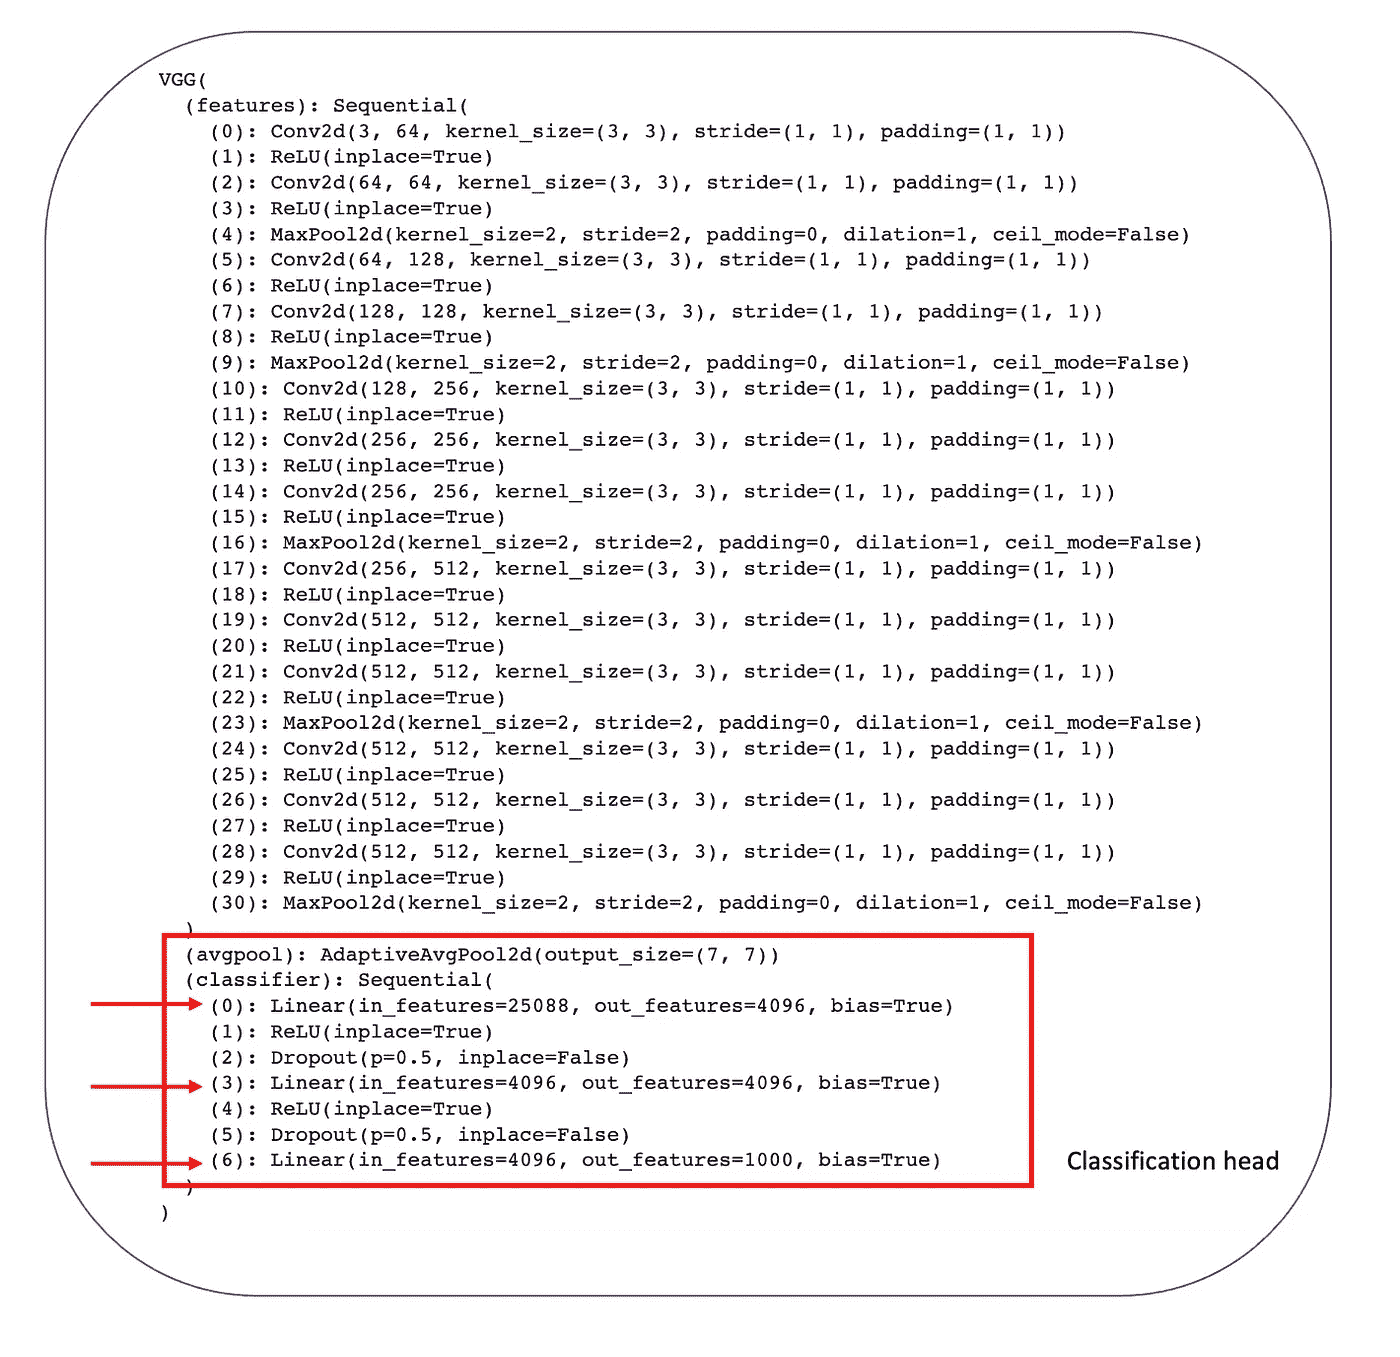 VGG(
  (features): Sequential(
    (0): Conv2d(3, 64, kernel_size=(3, 3), stride=(1, 1), padding=(1, 1))
    (1): ReLU(inplace=True)
    (2): Conv2d(64, 64, kernel_size=(3, 3), stride=(1, 1), padding=(1, 1))
    (3): ReLU(inplace=True)
    (4): MaxPool2d(kernel_size=2, stride=2, padding=0, dilation=1, ceil_mode=False)
    (5): Conv2d(64, 128, kernel_size=(3, 3), stride=(1, 1), padding=(1, 1))
    (6): ReLU(inplace=True)
    (7): Conv2d(128, 128, kernel_size=(3, 3), stride=(1, 1), padding=(1, 1))
    (8): ReLU(inplace=True)
    (9): MaxPool2d(kernel_size=2, stride=2, padding=0, dilation=1, ceil_mode=False)
    (10): Conv2d(128, 256, kernel_size=(3, 3), stride=(1, 1), padding=(1, 1))
    (11): ReLU(inplace=True)
    (12): Conv2d(256, 256, kernel_size=(3, 3), stride=(1, 1), padding=(1, 1))
    (13): ReLU(inplace=True)
    (14): Conv2d(256, 256, kernel_size=(3, 3), stride=(1, 1), padding=(1, 1))
    (15): ReLU(inplace=True)
    (16): MaxPool2d(kernel_size=2, stride=2, padding=0, dilation=1, ceil_mode=False)
    (17): Conv2d(256, 512, kernel_size=(3, 3), stride=(1, 1), padding=(1, 1))
    (18): ReLU(inplace=True)
    (19): Conv2d(512, 512, kernel_size=(3, 3), stride=(1, 1), padding=(1, 1))
    (20): ReLU(inplace=True)
    (21): Conv2d(512, 512, kernel_size=(3, 3), stride=(1, 1), padding=(1, 1))
    (22): ReLU(inplace=True)
    (23): MaxPool2d(kernel_size=2, stride=2, padding=0, dilation=1, ceil_mode=False)
    (24): Conv2d(512, 512, kernel_size=(3, 3), stride=(1, 1), padding=(1, 1))
    (25): ReLU(inplace=True)
    (26): Conv2d(512, 512, kernel_size=(3, 3), stride=(1, 1), padding=(1, 1))
    (27): ReLU(inplace=True)
    (28): Conv2d(512, 512, kernel_size=(3, 3), stride=(1, 1), padding=(1, 1))
    (29): ReLU(inplace=True)
    (30): MaxPool2d(kernel_size=2, stride=2, padding=0, dilation=1, ceil_mode=False)
  )
  (avgpool): AdaptiveAvgPool2d(output_size=(7, 7))
  (classifier): Sequential(
    (0): Linear(in_features=25088, out_features=4096, bias=True)
    (1): ReLU(inplace=True)
    (2): Dropout(p=0.5, inplace=False)
    (3): Linear(in_features=4096, out_features=4096, bias=True)
    (4): ReLU(inplace=True)
    (5): Dropout(p=0.5, inplace=False)
    (6): Linear(in_features=4096, out_features=1000, bias=True)
Classification head
  )
)